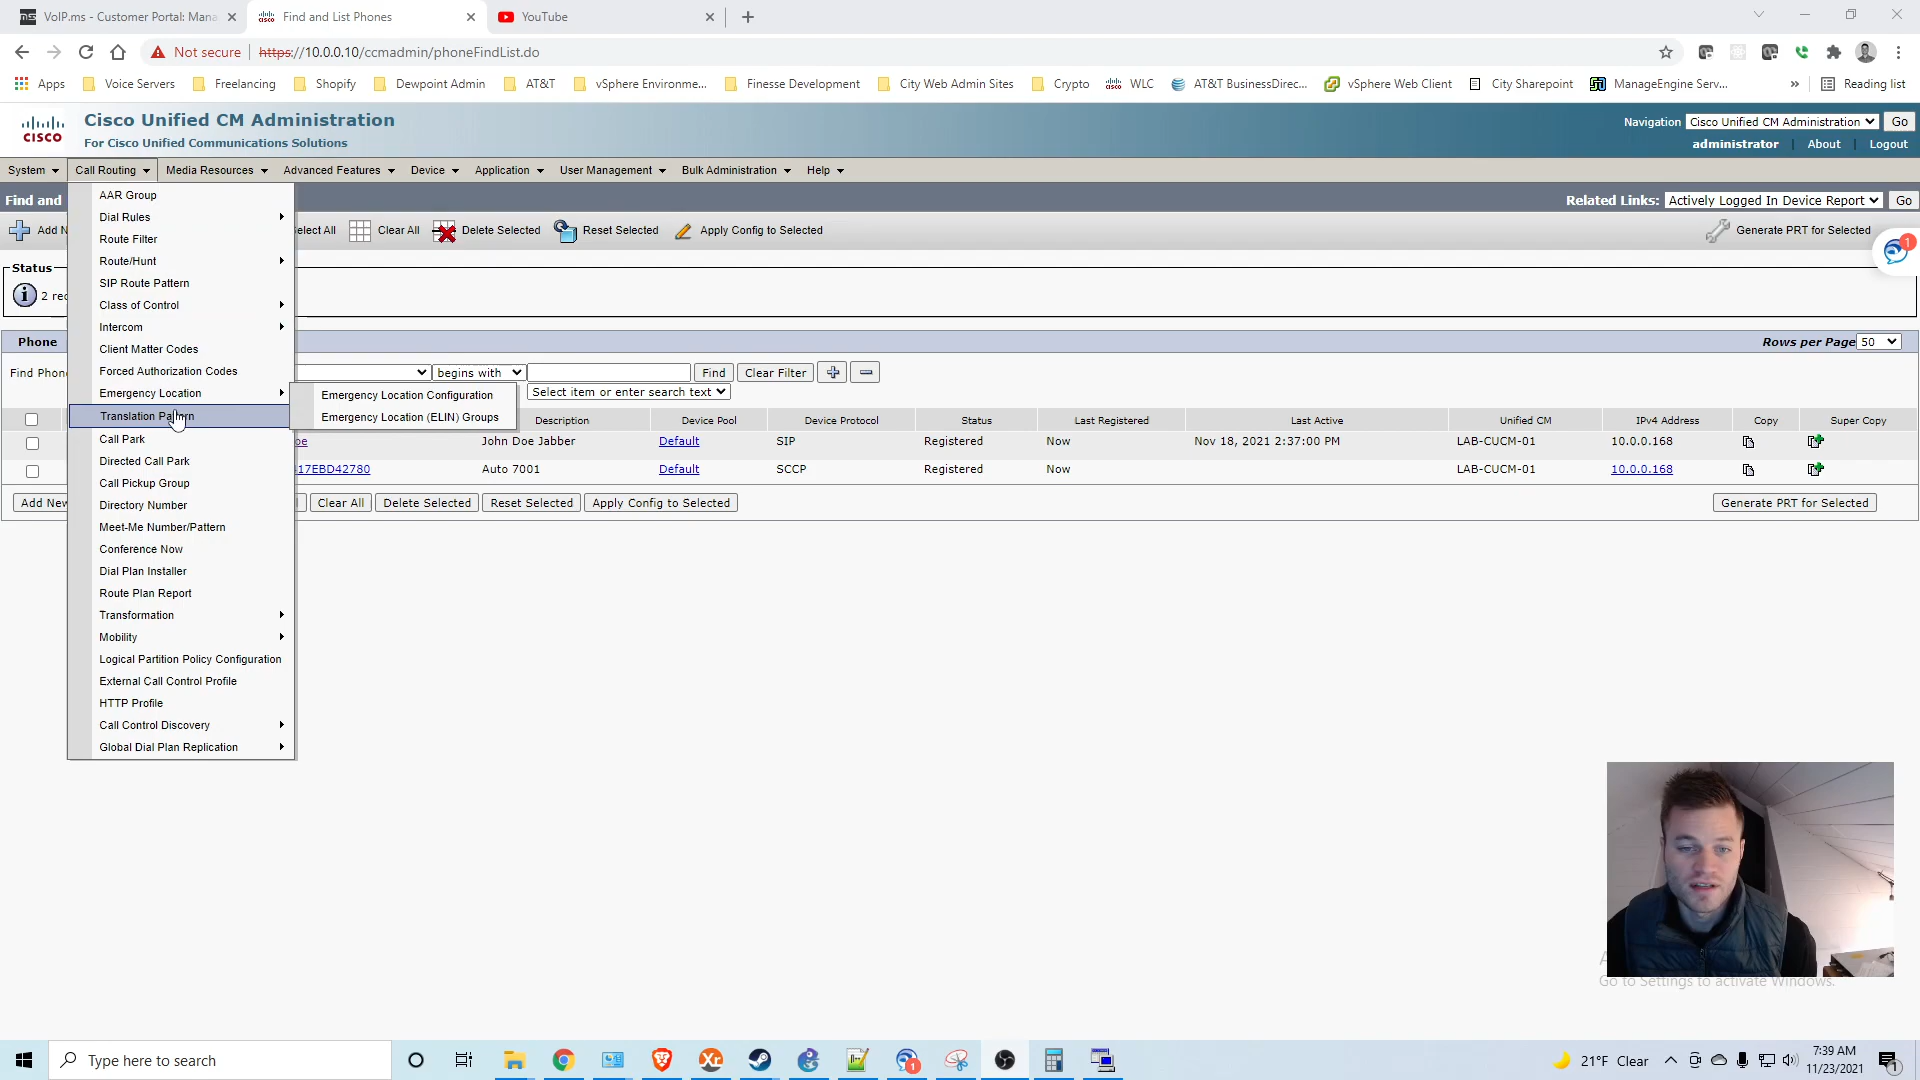 VoIP.ms - Customer Portal: Mana
Find and List Phones
YouTube
Not secure
https://10.0.0.10/ccmadmin/phoneFindList.do
Apps
Voice Servers
Freelancing
Shopify
Dewpoint Admin
AT&T
vSphere Environme...
Finesse Development
City Web Admin Sites
Crypto
WLC
AT&T BusinessDirec...
vSphere Web Client
City Sharepoint
ManageEngine Serv...
»
Reading list
CISCO
Cisco Unified CM Administration
For Cisco Unified Communications Solutions
Navigation
Cisco Unified CM Administration
Go
administrator
About
Logout
System
Call Routing
Media Resources
Advanced Features
Device
Application
User Management
Bulk Administration
Help
Find and
Related Links:
Actively Logged In Device Report
Go
Add N
elect All
Clear All
Delete Selected
Reset Selected
Apply Config to Selected
Generate PRT for Selected
1
Status
2 rec
Phone
Rows per Page
50
Find Phon
begins with
Find
Clear Filter
Select item or enter search text
AAR Group
Dial Rules
Route Filter
Route/Hunt
SIP Route Pattern
Class of Control
Intercom
Client Matter Codes
Forced Authorization Codes
Emergency Location
Translation Pattern
Call Park
Directed Call Park
Call Pickup Group
Directory Number
Meet-Me Number/Pattern
Conference Now
Dial Plan Installer
Route Plan Report
Transformation
Mobility
Logical Partition Policy Configuration
External Call Control Profile
HTTP Profile
Call Control Discovery
Global Dial Plan Replication
Emergency Location Configuration
Emergency Location (ELIN) Groups
Description
Device Pool
Device Protocol
Status
Last Registered
Last Active
Unified CM
IPv4 Address
Copy
Super Copy
oe
John Doe Jabber
Default
SIP
Registered
Now
Nov 18, 2021 2:37:00 PM
LAB-CUCM-01
10.0.0.168
17EBD42780
Auto 7001
Default
SCCP
Registered
Now
LAB-CUCM-01
10.0.0.168
Add New
Clear All
Delete Selected
Reset Selected
Apply Config to Selected
Generate PRT for Selected
Go to Settings to activate Windows.
Type here to search
Xr
1
21°F Clear
7:39 AM
11/23/2021
1